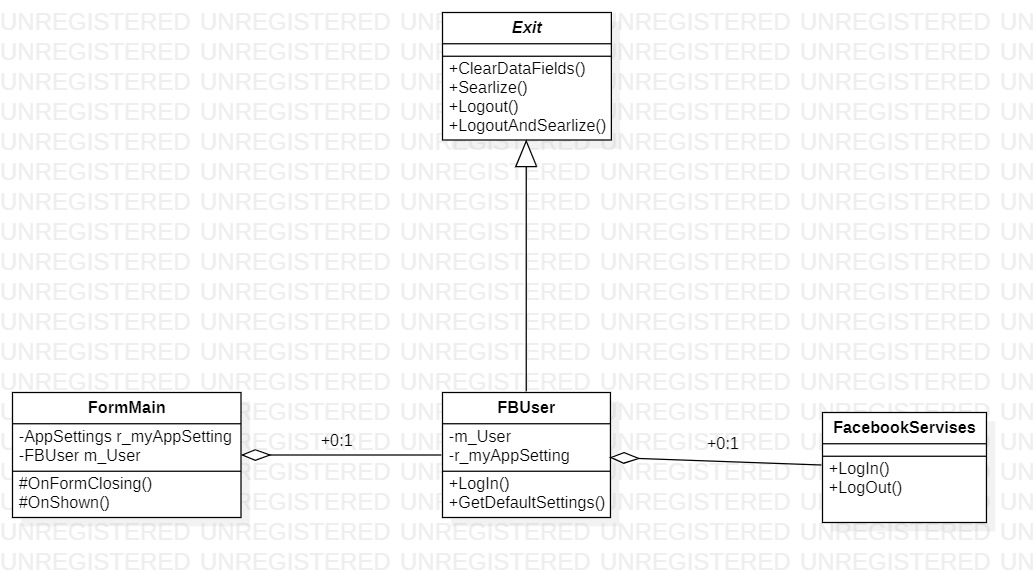 Exit
+ClearDataFields()
+Searlize()
+Logout()
+LogoutAndSearlize()
FormMain
-AppSettings r_myAppSetting
-FBUser m_User
#OnFormClosing()
#OnShown()
+0:1
FBUser
-m_User
-r_myAppSetting
+LogIn()
+GetDefaultSettings()
+0:1
FacebookServises
+LogIn()
+LogOut()
UNREGISTERED